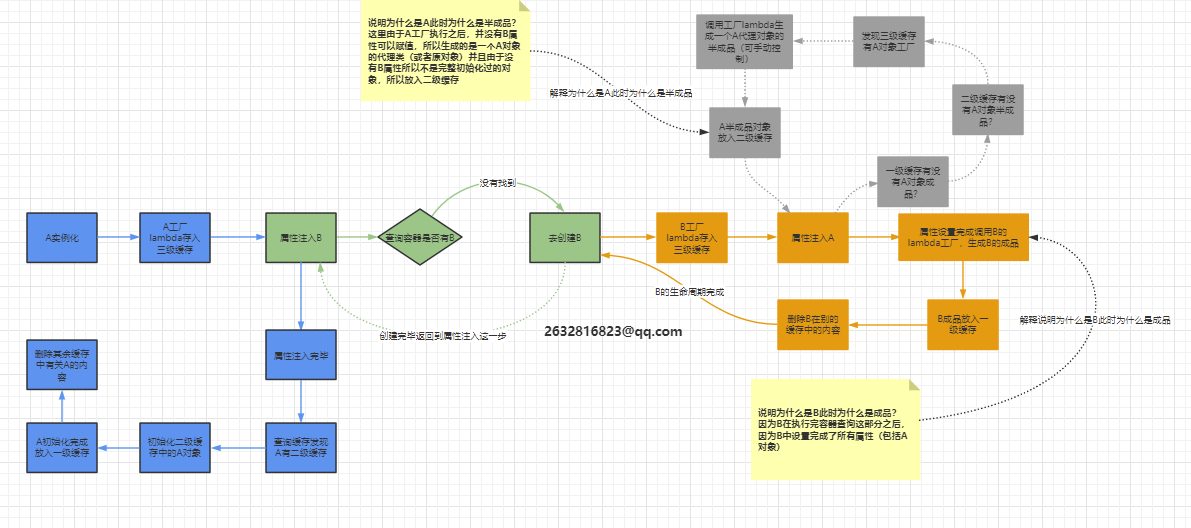 说明为什么是A此时为什么是半成品？
这里由于A工厂执行之后，并没有B属
性可以赋值，所以生成的是一个A对象
的代理类（或者原对象）并且由于没
有B属性所以不是完整初始化过的对
象，所以放入二级缓存
解释为什么是A此时为什么是半成品
调用工厂lambda生
成一个A代理对象的
半成品（可手动控
制）
发现三级缓存
有A对象工厂
二级缓存有没
有A对象半成
品?
A半成品对象
放入二级缓存
一级缓存有没
有A对象成
品?
没有找到
A实例化
A工厂
lambda存入
三级缓存
属性注入B
查询容器是否有B
去创建B
B工厂
lambda存入
三级缓存
属性注入A
属性设置完成调用B的
lambda工厂，生成B的成品
B的生命周期完成
删除B在别的
缓存中的内容
B成品放入一
级缓存
解释说明为什么是B此时为什么是成品
2632816823@qq.com
创建完毕返回到属性注入这一步
删除其余缓存
中有关A的内
容
属性注入完毕
A初始化完成
放入一级缓存
初始化二级缓
存中的A对象
查询缓存发现
A有二级缓存
说明为什么是B此时为什么是成品？
因为B在执行完容器查询这部分之后，
因为B中设置完成了所有属性（包括A
对象）